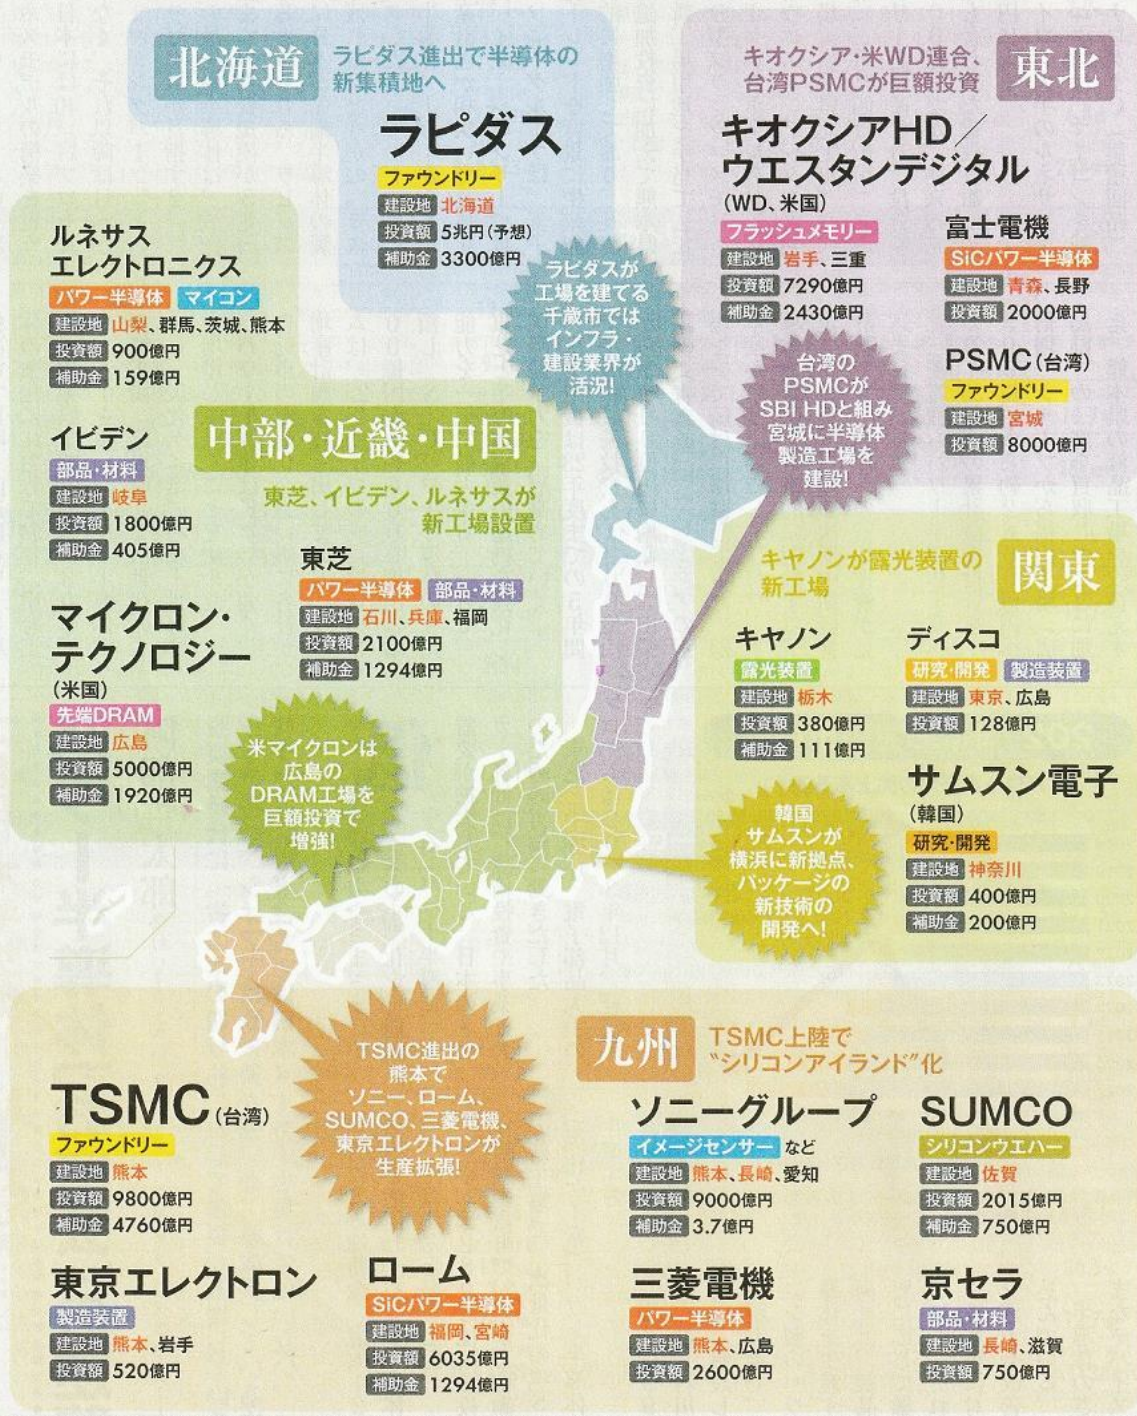 北海道
ラピダス進出で半導体の
新集積地へ
ラピダス
ファウンドリー
建設地 北海道
投資額 5兆円(予想)
補助金 3300億円
ラピダスが
工場を建てる
千歳市では
インフラ・
建設業界が
活況!
キオクシア・米WD連合、
台湾PSMCが巨額投資
東北
キオクシアHD/
ウエスタンデジタル
(WD、米国)
フラッシュメモリー
建設地 岩手、三重
投資額 7290億円
補助金 2430億円
富士電機
SiCパワー半導体
建設地 青森、長野
投資額 2000億円
PSMC(台湾)
ファウンドリー
建設地 宮城
投資額 8000億円
台湾の
PSMCが
SBI HDと組み
宮城に半導体
製造工場を
建設!
ルネサス
エレクトロニクス
パワー半導体 マイコン
建設地 山梨、群馬、茨城、熊本
投資額 900億円
補助金 159億円
中部・近畿・中国
東芝、イビデン、ルネサスが
新工場設置
イビデン
部品・材料
建設地 岐阜
投資額 1800億円
補助金 405億円
東芝
パワー半導体 部品・材料
建設地 石川、兵庫、福岡
投資額 2100億円
補助金 1294億円
マイクロン・
テクノロジー
(米国)
先端DRAM
建設地 広島
投資額 5000億円
補助金 1920億円
米マイクロンは
広島の
DRAM工場を
巨額投資で
増強!
キヤノンが露光装置の
新工場
関東
キヤノン
露光装置
建設地 栃木
投資額 380億円
補助金 111億円
ディスコ
研究・開発 製造装置
建設地 東京、広島
投資額 128億円
サムスン電子
(韓国)
研究・開発
建設地 神奈川
投資額 400億円
補助金 200億円
韓国
サムスンが
横浜に新拠点、
パッケージの
新技術の
開発へ!
九州
TSMC上陸で
"シリコンアイランド"化
TSMC(台湾)
ファウンドリー
建設地 熊本
投資額 9800億円
補助金 4760億円
TSMC進出の
熊本で
ソニー、ローム、
SUMCO、三菱電機、
東京エレクトロンが
生産拡張!
ソニーグループ
イメージセンサー など
建設地 熊本、長崎、愛知
投資額 9000億円
補助金 3.7億円
SUMCO
シリコンウエハー
建設地 佐賀
投資額 2015億円
補助金 750億円
東京エレクトロン
製造装置
建設地 熊本、岩手
投資額 520億円
ローム
SiCパワー半導体
建設地 福岡、宮崎
投資額 6035億円
補助金 1294億円
三菱電機
パワー半導体
建設地 熊本、広島
投資額 2600億円
京セラ
部品・材料
建設地 長崎、滋賀
投資額 750億円